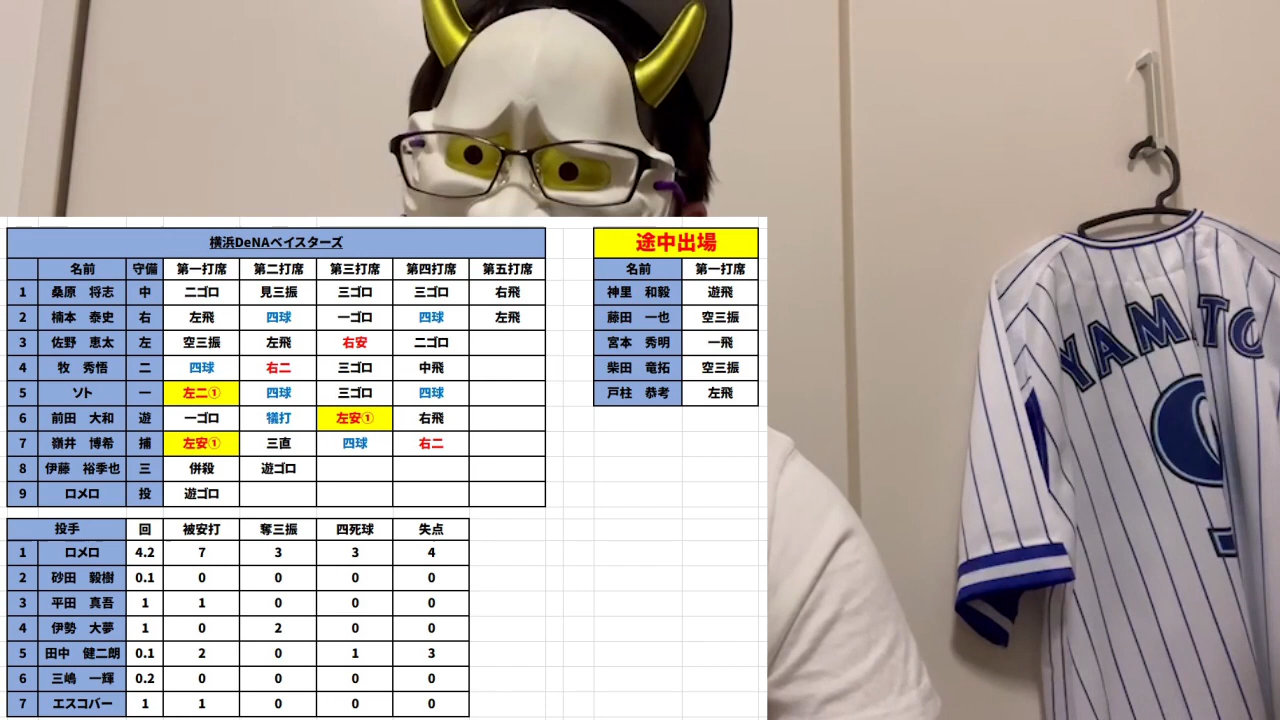 横浜DeNAベイスターズ
名前 守備 第一打席 第二打席 第三打席 第四打席 第五打席
1 桑原 将志 中 二ゴロ 見三振 三ゴロ 三ゴロ 右飛
2 楠本 泰史 右 左飛 四球 一ゴロ 四球 左飛
3 佐野 恵太 左 空三振 左飛 右安 二ゴロ
4 牧 秀悟 二 四球 右二 三ゴロ 中飛
5 ソト 一 左二① 四球 三ゴロ 四球
6 前田 大和 遊 一ゴロ 犠打 左安① 右飛
7 嶺井 博希 捕 左安① 三直 四球 右二
8 伊藤 裕季也 三 併殺 遊ゴロ
9 ロメロ 投 遊ゴロ
途中出場
名前 第一打席
神里 和毅 遊飛
藤田 一也 空三振
宮本 秀明 一飛
柴田 竜拓 空三振
戸柱 恭孝 左飛
投手 回 被安打 奪三振 四死球 失点
1 ロメロ 4.2 7 3 3 4
2 砂田 毅樹 0.1 0 0 0 0
3 平田 真吾 1 1 0 0 0
4 伊勢 大夢 1 0 2 0 0
5 田中 健二朗 0.1 2 0 1 3
6 三嶋 一輝 0.2 0 0 0 0
7 エスコバー 1 1 0 0 0
YAMATO